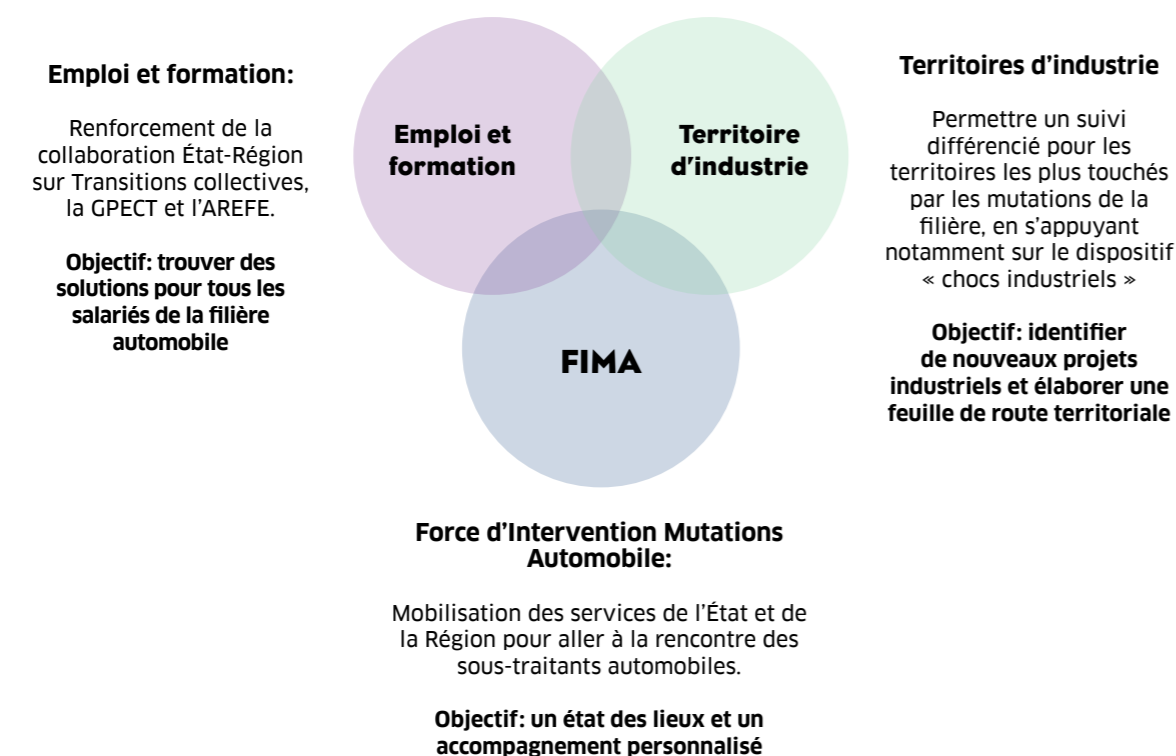 Emploi et formation:
Renforcement de la
collaboration État-Région
sur Transitions collectives,
la GPECT et l'AREFE.
Objectif: trouver des
solutions pour tous les
salariés de la filière
automobile
Emploi et
formation
Territoire
d'industrie
FIMA
Territoires d'industrie
Permettre un suivi
différencié pour les
territoires les plus touchés
par les mutations de la
filière, en s'appuyant
notamment sur le dispositif
« chocs industriels »
Objectif: identifier
de nouveaux projets
industriels et élaborer une
feuille de route territoriale
Force d'Intervention Mutations
Automobile:
Mobilisation des services de l'État et de
la Région pour aller à la rencontre des
sous-traitants automobiles.
Objectif: un état des lieux et un
accompagnement personnalisé